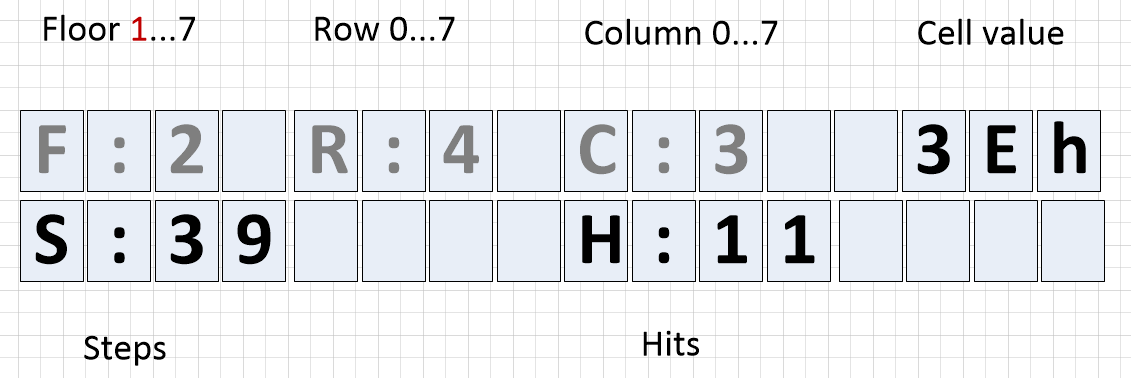 Floor 1...7 Row 0...7 Column 0...7 Cell value
F:2 R:4 C:3 3Eh
S:39 H:11
Steps Hits